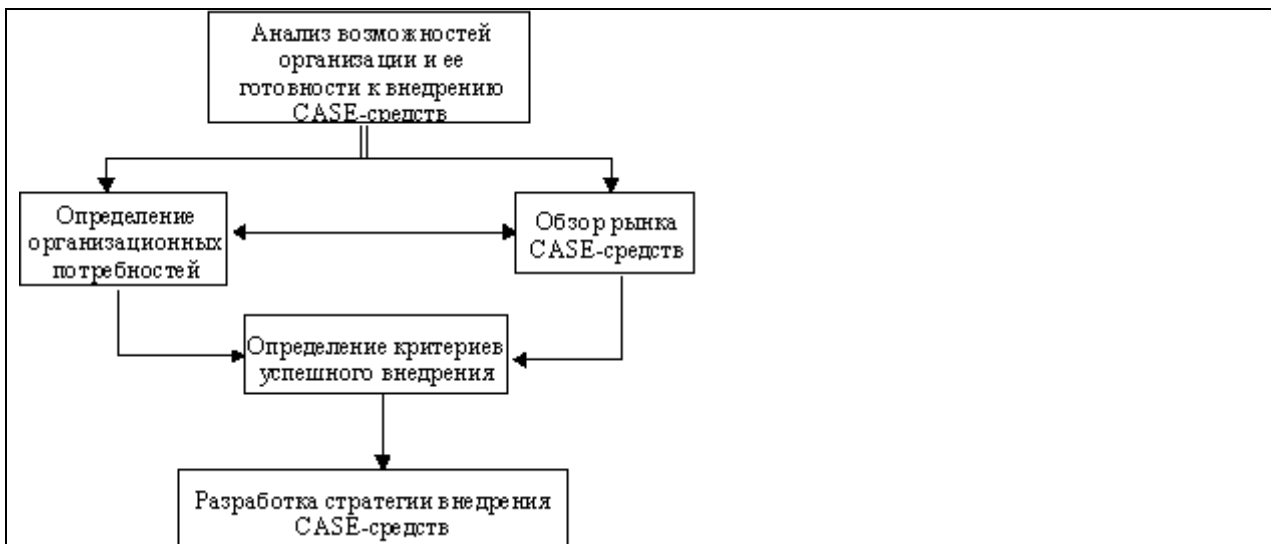 Анализ возможностей
организации и ее
готовности к внедрению
CASE-средств
Определение
организационных
потребностей
Обзор рынка
CASE-средств
Определение критериев
успешного внедрения
Разработка стратегии внедрения
CASE-средств